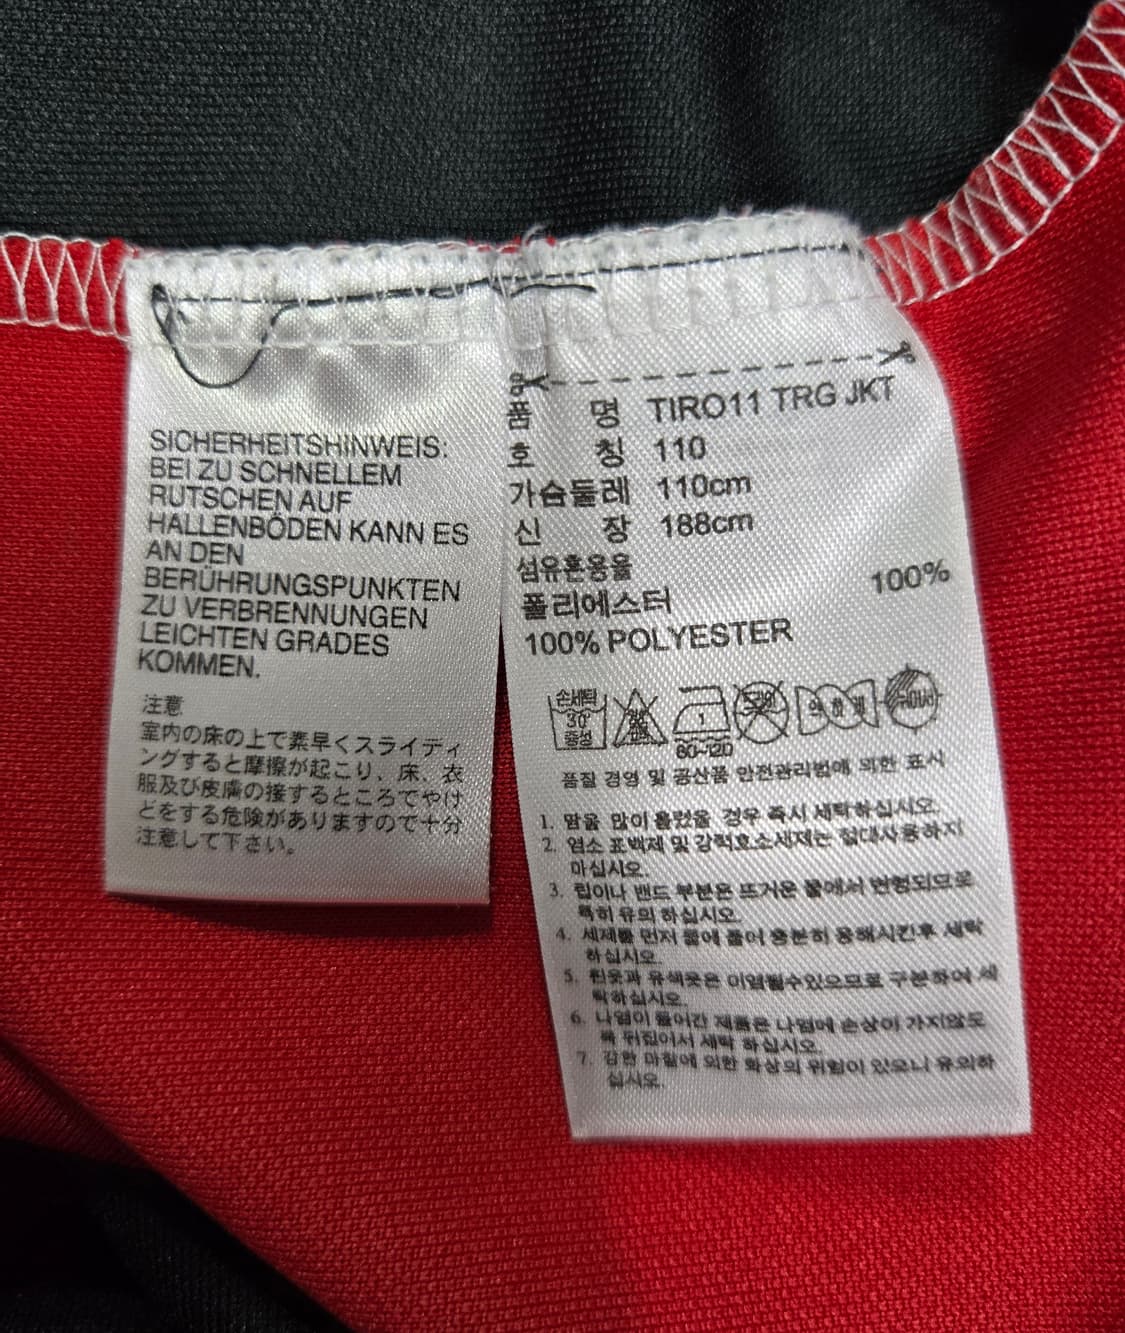 SICHERHEITSHINWEIS:
BEI ZU SCHNELLEM
RUTSCHEN AUF
HALLENBÖDEN KANN ES
AN DEN
BERÜHRUNGSPUNKTEN
ZU VERBRENNUNGEN
LEICHTEN GRADES
KOMMEN.
注意
室内の床の上で素早くスライディ
ングすると摩擦が起こり、床、衣
服及び皮膚の接するところでやけ
どをする危険がありますので十分
注意して下さい。
품 명 TIRO11 TRG JKT
호 칭 110
가슴둘레 110cm
신 장 188cm
섬유혼용율
폴리에스터 100%
100% POLYESTER
손세탁
30°
중성
1
80~120
품질 경영 및 공산품 안전관리법에 의한 표시
1. 땀을 많이 흘렸을 경우 즉시 세탁하십시오.
2. 염소 표백제 및 강력효소세제는 절대사용하지
마십시오.
3. 립이나 밴드 부분은 뜨거운 물에서 변형되므로
특히 유의 하십시오.
4. 세제를 먼저 물에 풀어 충분히 용해시킨후 세탁
하십시오.
5. 흰옷과 유색옷은 이염될수있으므로 구분하여 세
탁하십시오.
6. 나염이 들어간 제품은 나염에 손상이 가지않도
록 뒤집어서 세탁 하십시오.
7. 강한 마찰에 의한 화상의 위험이 있으니 유의하
십시오.